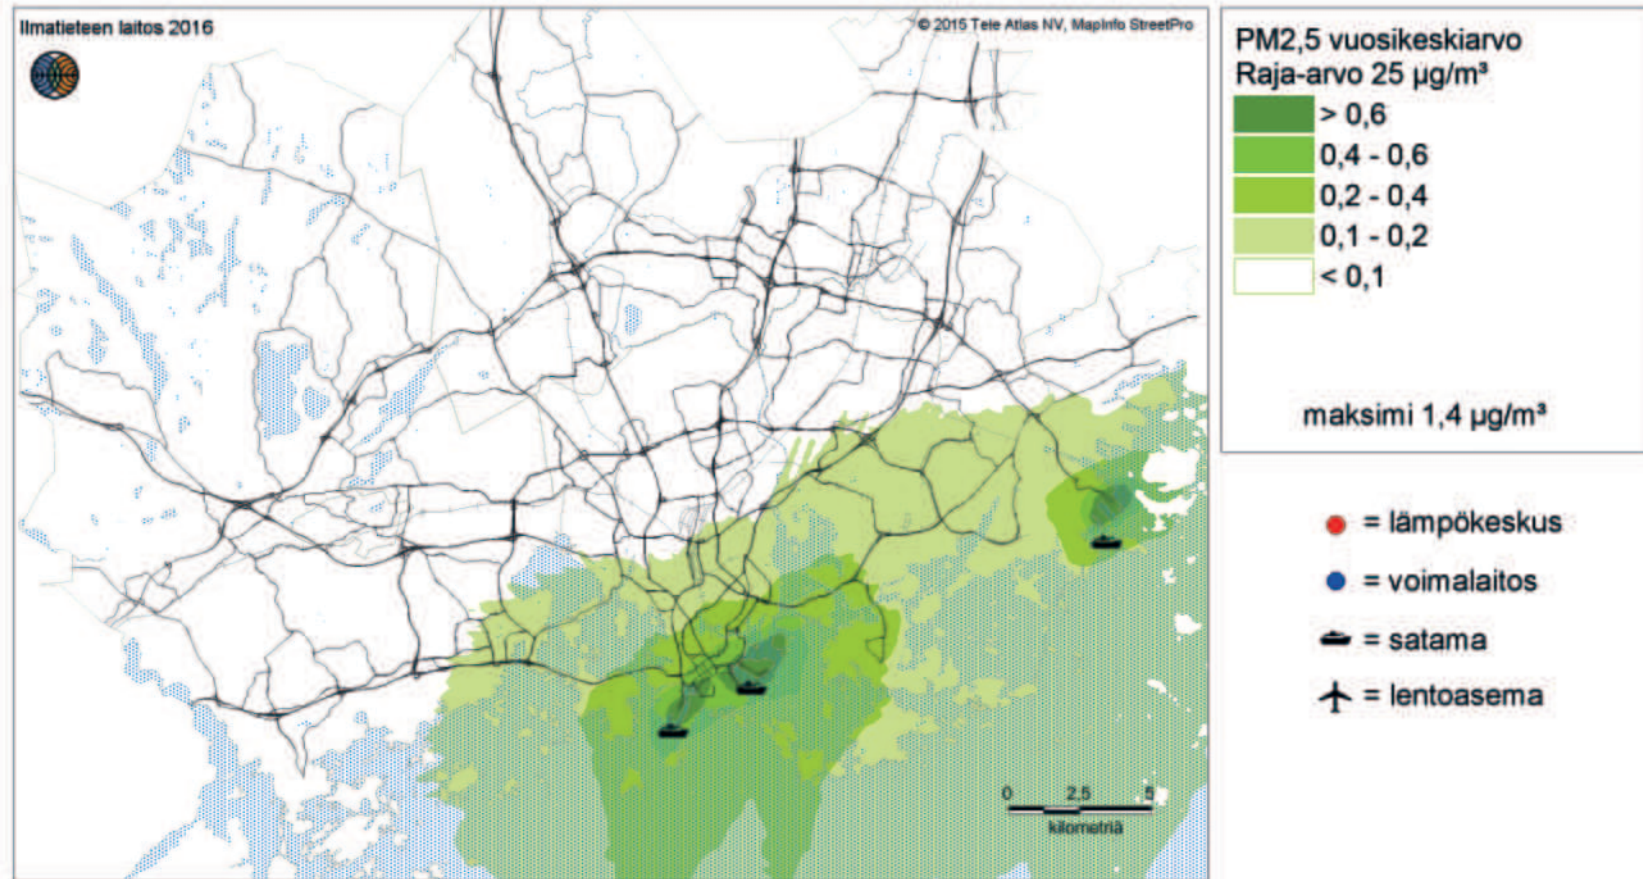 Ilmatieteen laitos 2016
© 2015 Tele Atlas NV, MapInfo StreetPro
PM2,5 vuosikeskiarvo
Raja-arvo 25 µg/m³
> 0,6
0,4 - 0,6
0,2 - 0,4
0,1 - 0,2
< 0,1
maksimi 1,4 µg/m³
= lämpökeskus
= voimalaitos
= satama
= lentoasema
0 2,5 5
kilometriä